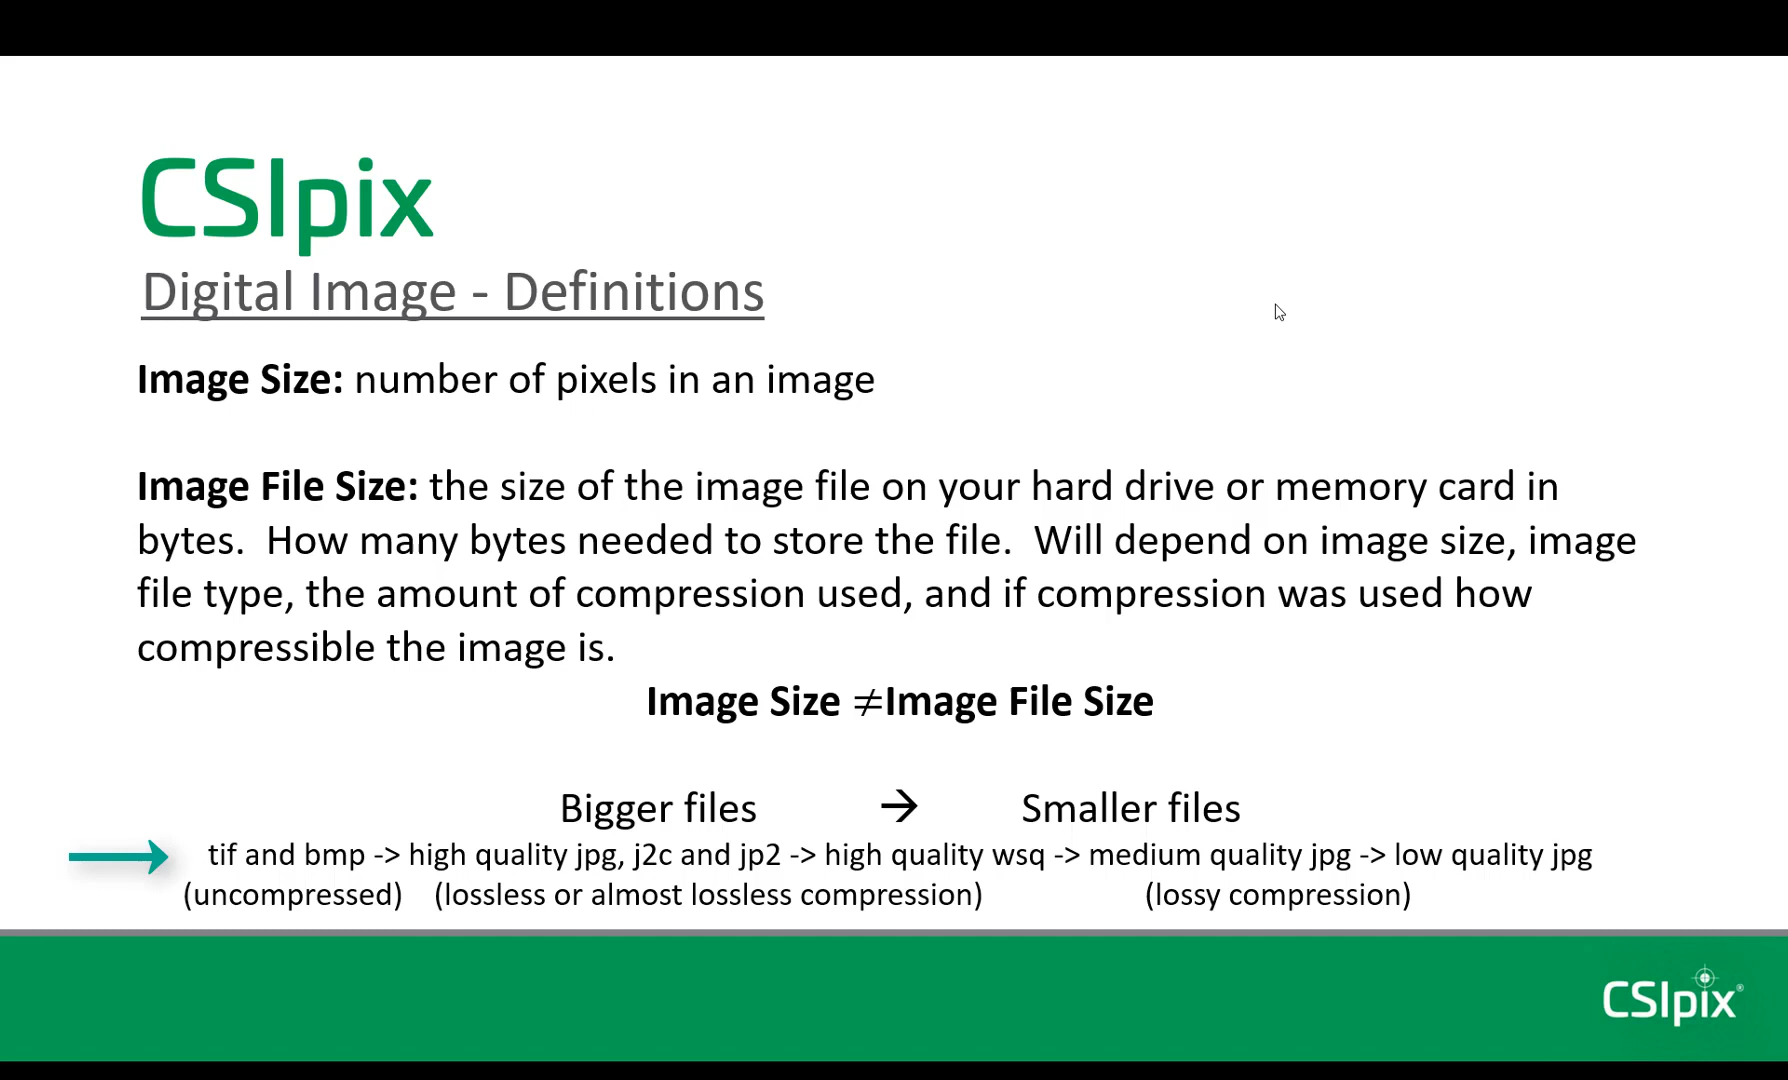 CSIpix
Digital Image - Definitions
Image Size: number of pixels in an image
Image File Size: the size of the image file on your hard drive or memory card in
bytes.  How many bytes needed to store the file.  Will depend on image size, image
file type, the amount of compression used, and if compression was used how
compressible the image is.
Image Size ≠Image File Size
Bigger files → Smaller files
tif and bmp -> high quality jpg, j2c and jp2 -> high quality wsq -> medium quality jpg -> low quality jpg
(uncompressed) (lossless or almost lossless compression) (lossy compression)
CSIpix®